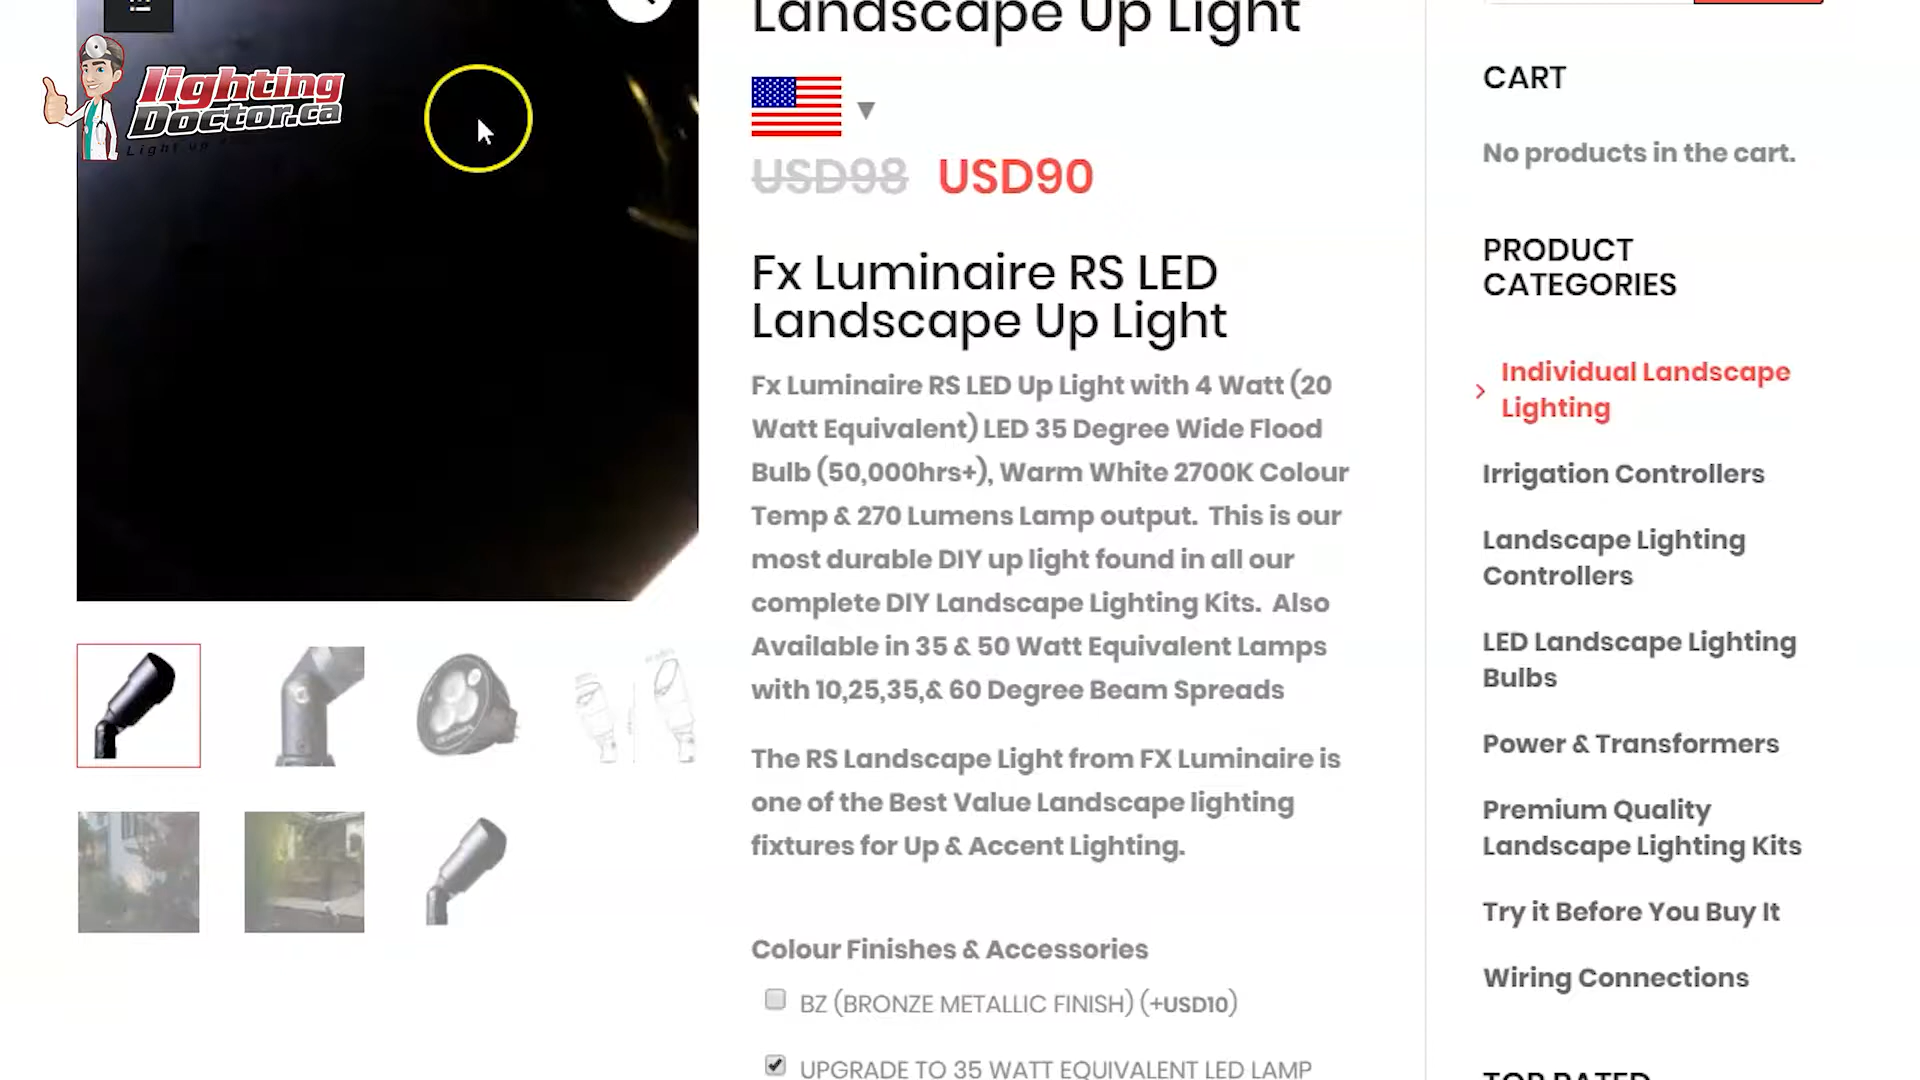 Landscape Up Light
lighting
Doctor.ca
Light up
USD98 USD90
Fx Luminaire RS LED
Landscape Up Light
Fx Luminaire RS LED Up Light with 4 Watt (20
Watt Equivalent) LED 35 Degree Wide Flood
Bulb (50,000hrs+), Warm White 2700K Colour
Temp & 270 Lumens Lamp output.  This is our
most durable DIY up light found in all our
complete DIY Landscape Lighting Kits.  Also
Available in 35 & 50 Watt Equivalent Lamps
with 10,25,35,& 60 Degree Beam Spreads
The RS Landscape Light from FX Luminaire is
one of the Best Value Landscape lighting
fixtures for Up & Accent Lighting.
Colour Finishes & Accessories
BZ (BRONZE METALLIC FINISH) (+USD10)
UPGRADE TO 35 WATT EQUIVALENT LED LAMP
CART
No products in the cart.
PRODUCT
CATEGORIES
Individual Landscape
Lighting
Irrigation Controllers
Landscape Lighting
Controllers
LED Landscape Lighting
Bulbs
Power & Transformers
Premium Quality
Landscape Lighting Kits
Try it Before You Buy It
Wiring Connections
TOP RATED